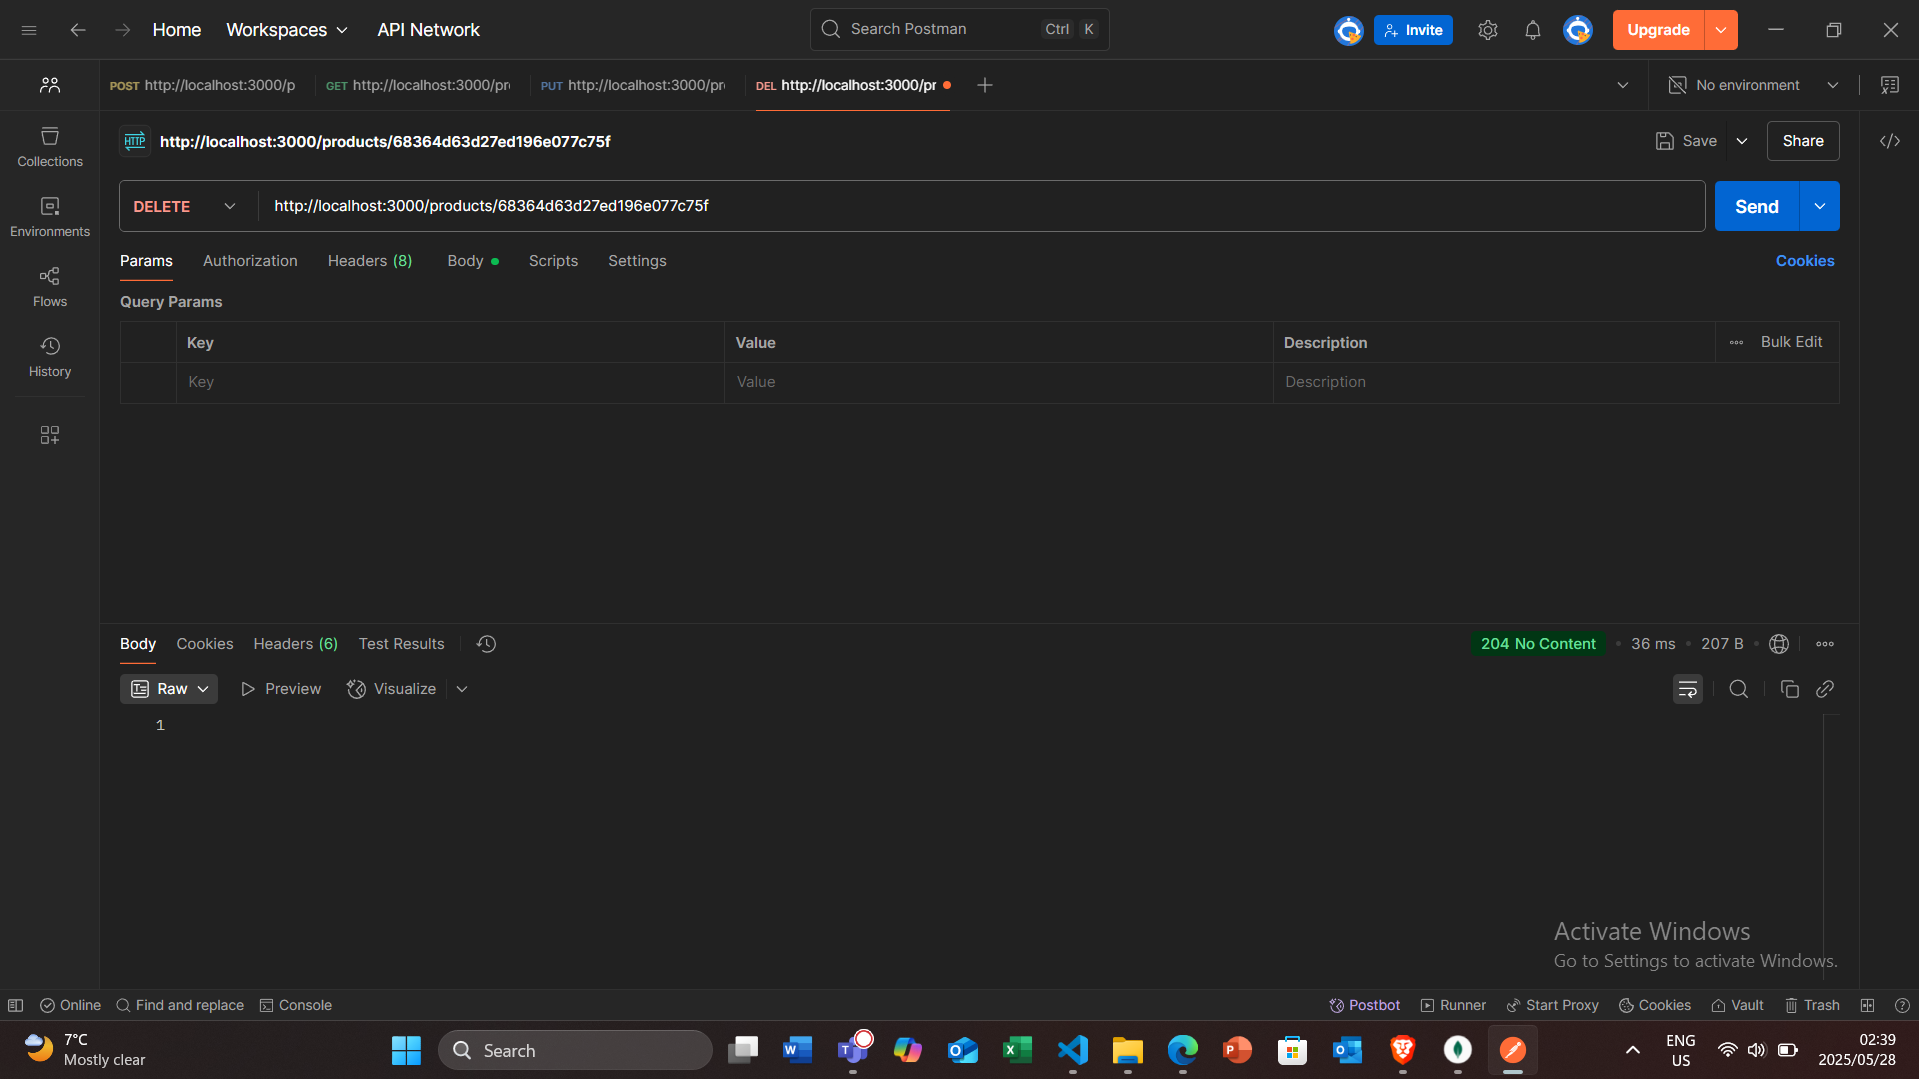 Home Workspaces API Network Search Postman Ctrl K Invite Upgrade
POST http://localhost:3000/p GET http://localhost:3000/pr PUT http://localhost:3000/pr DEL http://localhost:3000/pr No environment
HTTP http://localhost:3000/products/68364d63d27ed196e077c75f Save Share
Collections
DELETE http://localhost:3000/products/68364d63d27ed196e077c75f Send
Environments
Params Authorization Headers (8) Body Scripts Settings Cookies
Flows
Query Params
Key Value Description Bulk Edit
History
Key Value Description
Body Cookies Headers (6) Test Results 204 No Content 36 ms 207 B
Raw Preview Visualize
1
Activate Windows
Go to Settings to activate Windows.
Online Find and replace Console Postbot Runner Start Proxy Cookies Vault Trash
7°C
Mostly clear
Search
ENG
US
02:39
2025/05/28